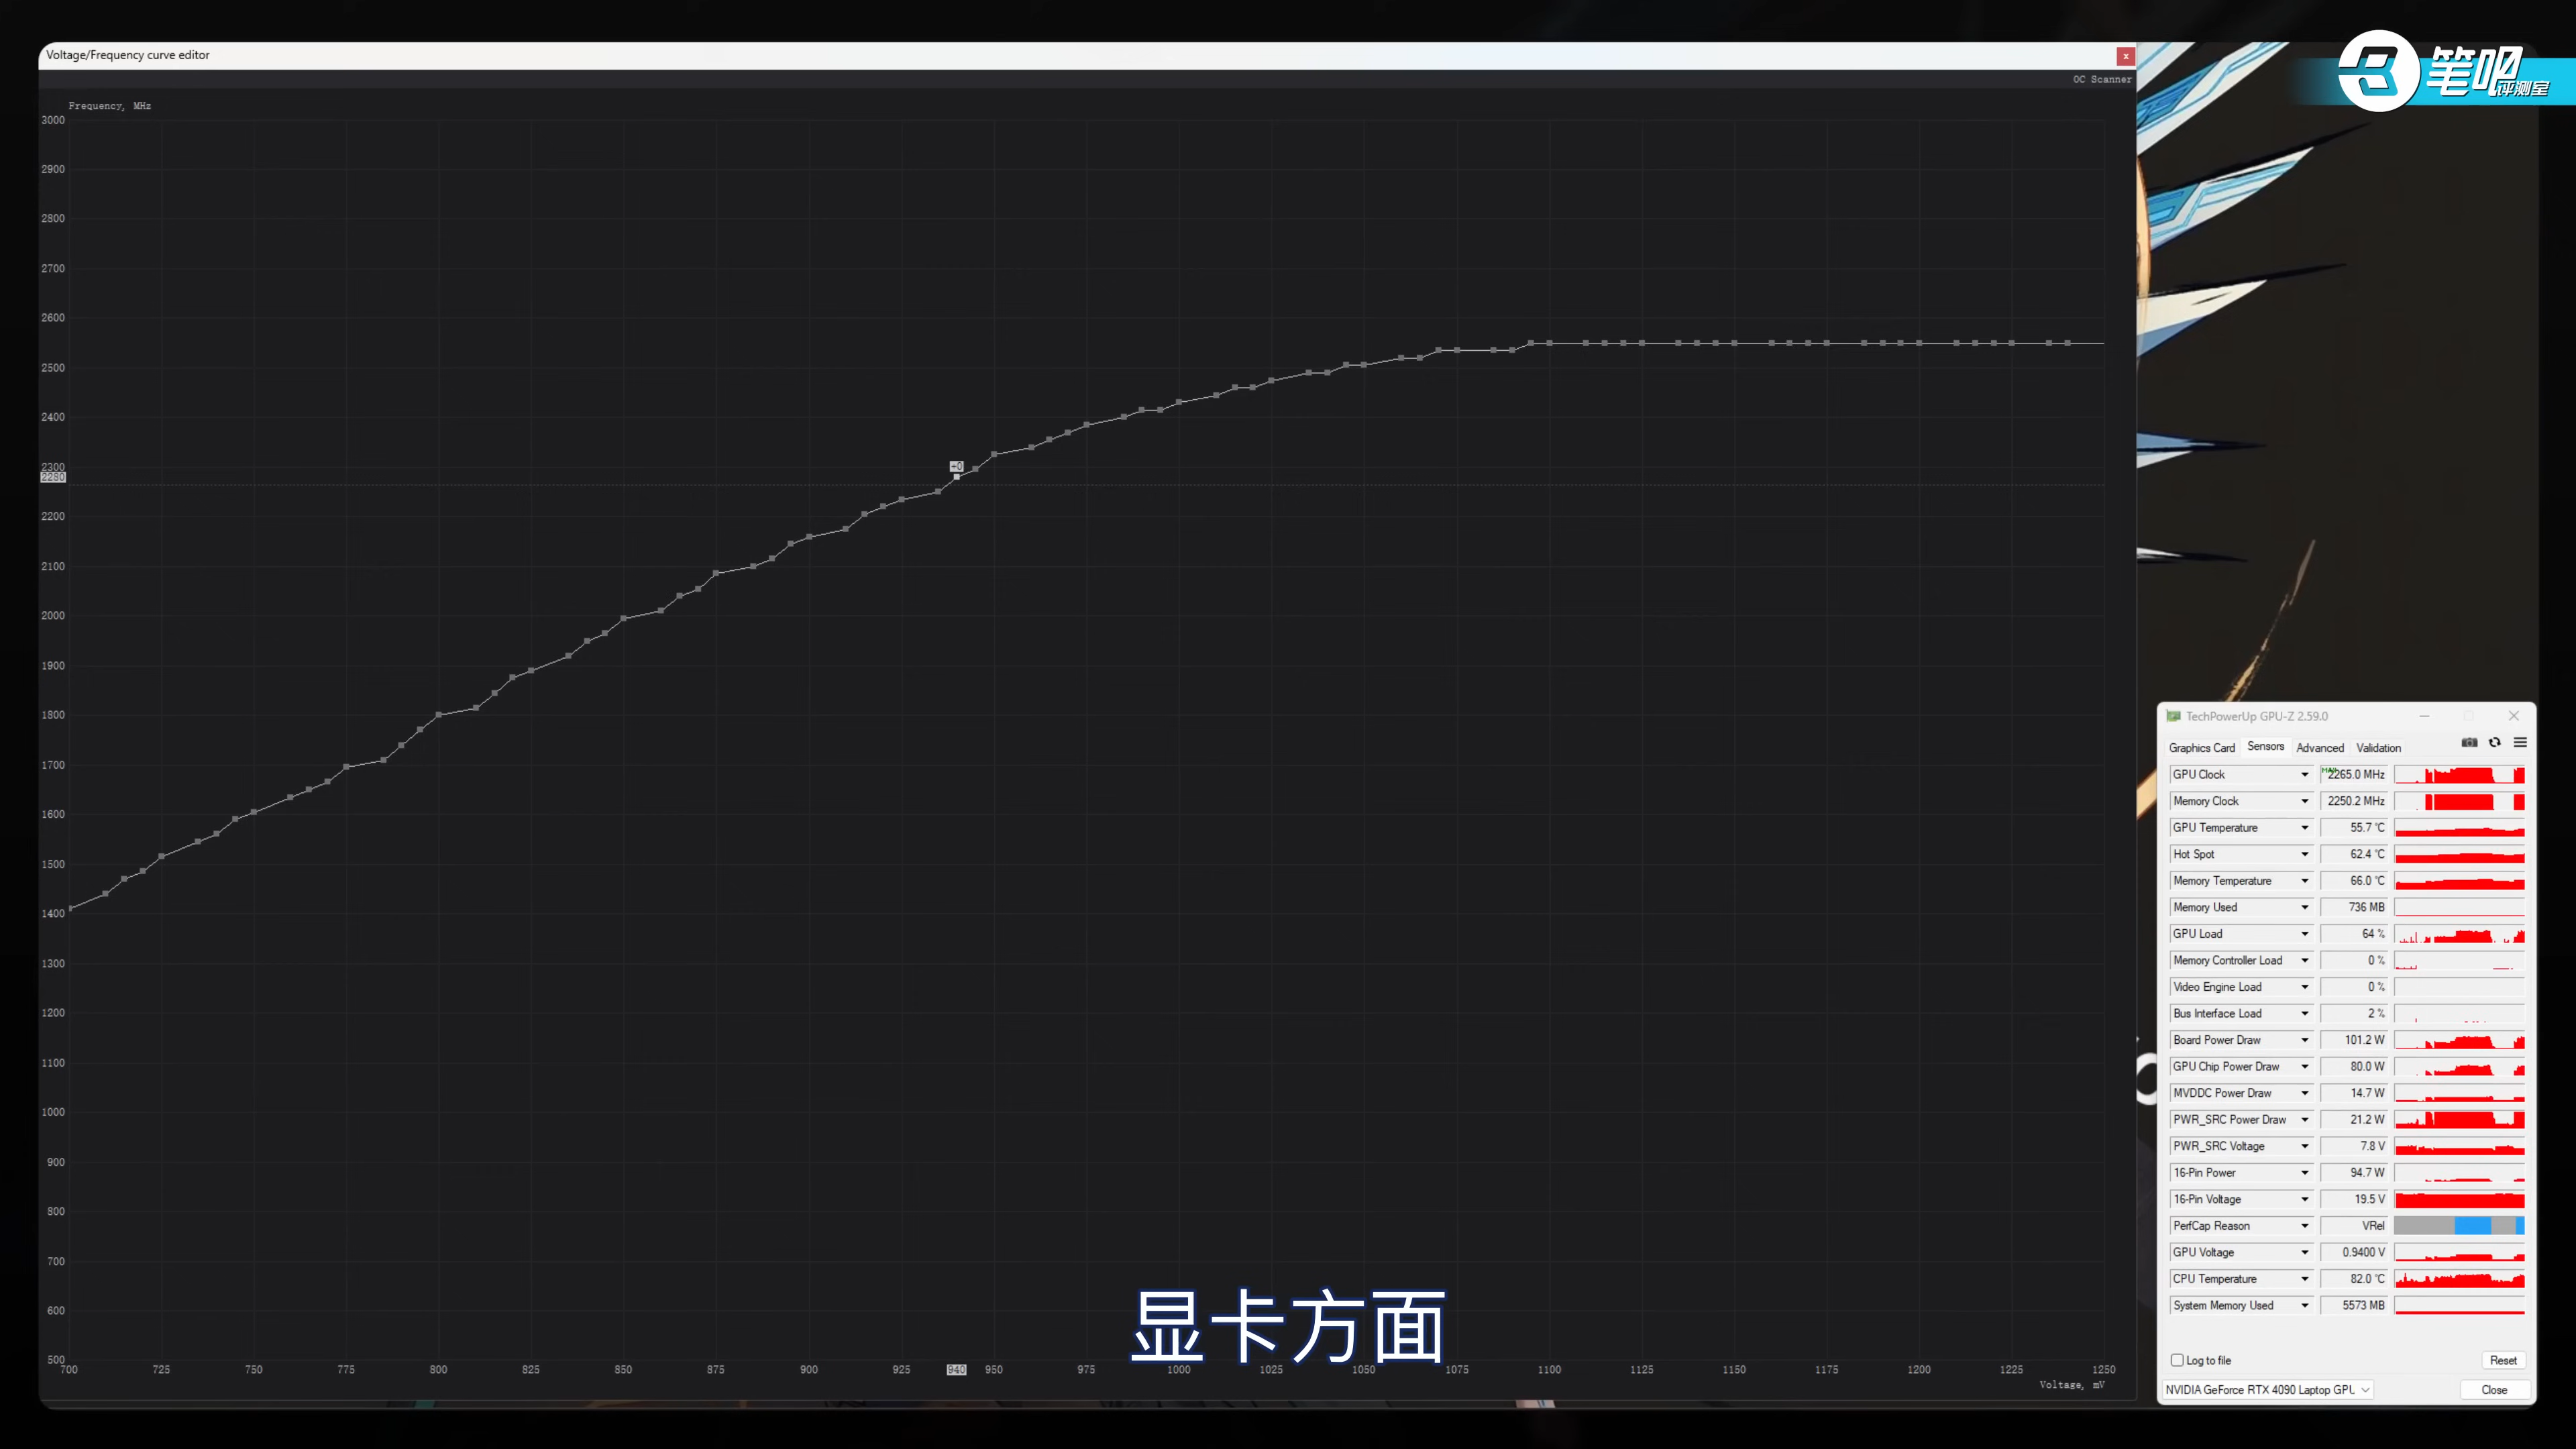 Voltage/Frequency curve editor
x
OC Scanner
笔吧
评测室
Frequency, MHz
3000
2900
2800
2700
2600
2500
2400
2300
2280
2200
2100
2000
1900
1800
1700
1600
1500
1400
1300
1200
1100
1000
900
800
700
600
500
+0
700 725 750 775 800 825 850 875 900 925 940 950 975 1000 1025 1050 1075 1100 1125 1150 1175 1200 1225 1250
Voltage, mV
显卡方面
TechPowerUp GPU-Z 2.59.0
Graphics Card Sensors Advanced Validation
GPU Clock 2265.0 MHz
Memory Clock 2250.2 MHz
GPU Temperature 55.7 °C
Hot Spot 62.4 °C
Memory Temperature 66.0 °C
Memory Used 736 MB
GPU Load 64 %
Memory Controller Load 0 %
Video Engine Load 0 %
Bus Interface Load 2 %
Board Power Draw 101.2 W
GPU Chip Power Draw 80.0 W
MVDDC Power Draw 14.7 W
PWR_SRC Power Draw 21.2 W
PWR_SRC Voltage 7.8 V
16-Pin Power 94.7 W
16-Pin Voltage 19.5 V
PerfCap Reason VRel
GPU Voltage 0.9400 V
CPU Temperature 82.0 °C
System Memory Used 5573 MB
Log to file
Reset
NVIDIA GeForce RTX 4090 Laptop GPU
Close